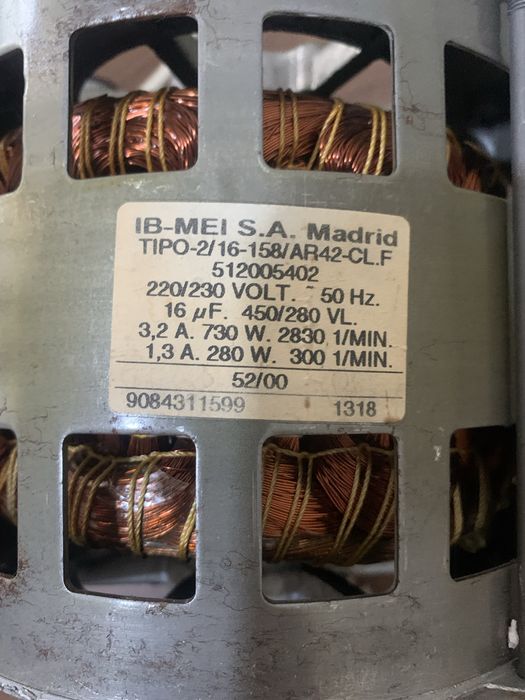 IB-MEI S.A. Madrid
TIPO-2/16-158/AR42-CL.F
512005402
220/230 VOLT. ~ 50 Hz.
16 µF. 450/280 VL.
3,2 A. 730 W. 2830 1/MIN.
1,3 A. 280 W. 300 1/MIN.
52/00
9084311599 1318